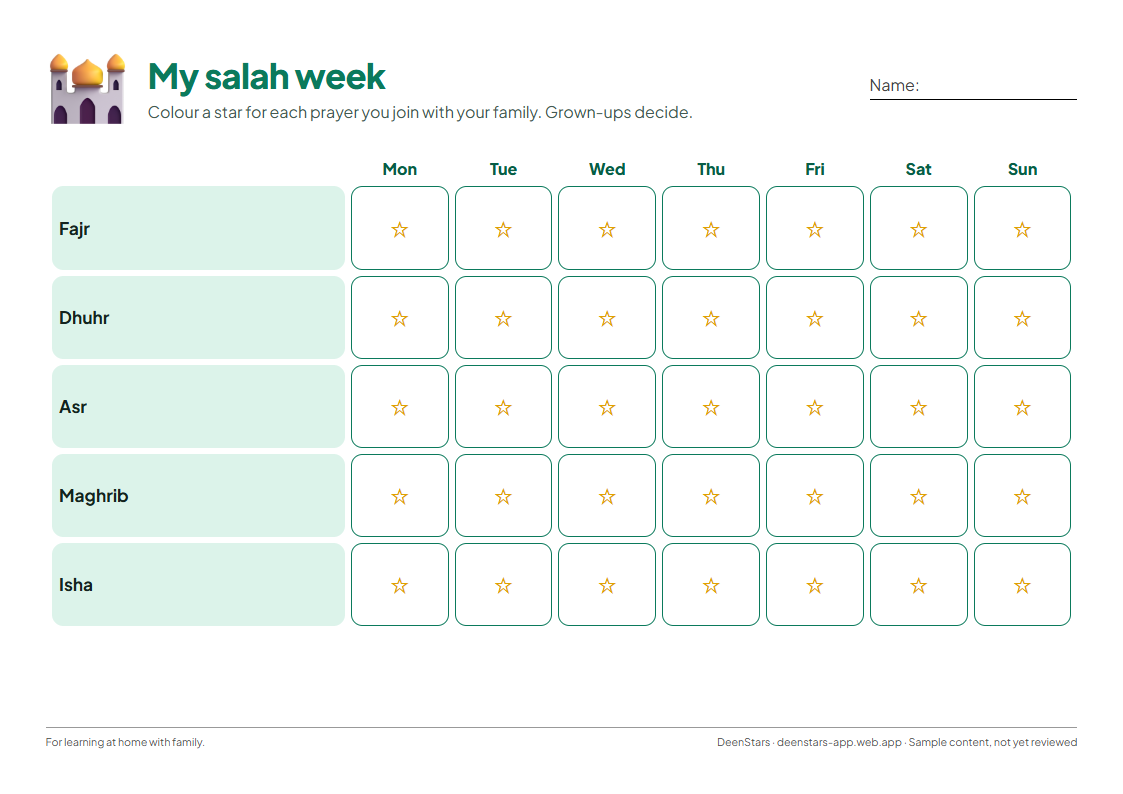 My salah week
Colour a star for each prayer you join with your family. Grown-ups decide.
Name:
Mon Tue Wed Thu Fri Sat Sun
Fajr ☆ ☆ ☆ ☆ ☆ ☆ ☆
Dhuhr ☆ ☆ ☆ ☆ ☆ ☆ ☆
Asr ☆ ☆ ☆ ☆ ☆ ☆ ☆
Maghrib ☆ ☆ ☆ ☆ ☆ ☆ ☆
Isha ☆ ☆ ☆ ☆ ☆ ☆ ☆
For learning at home with family.
DeenStars · deenstars-app.web.app · Sample content, not yet reviewed